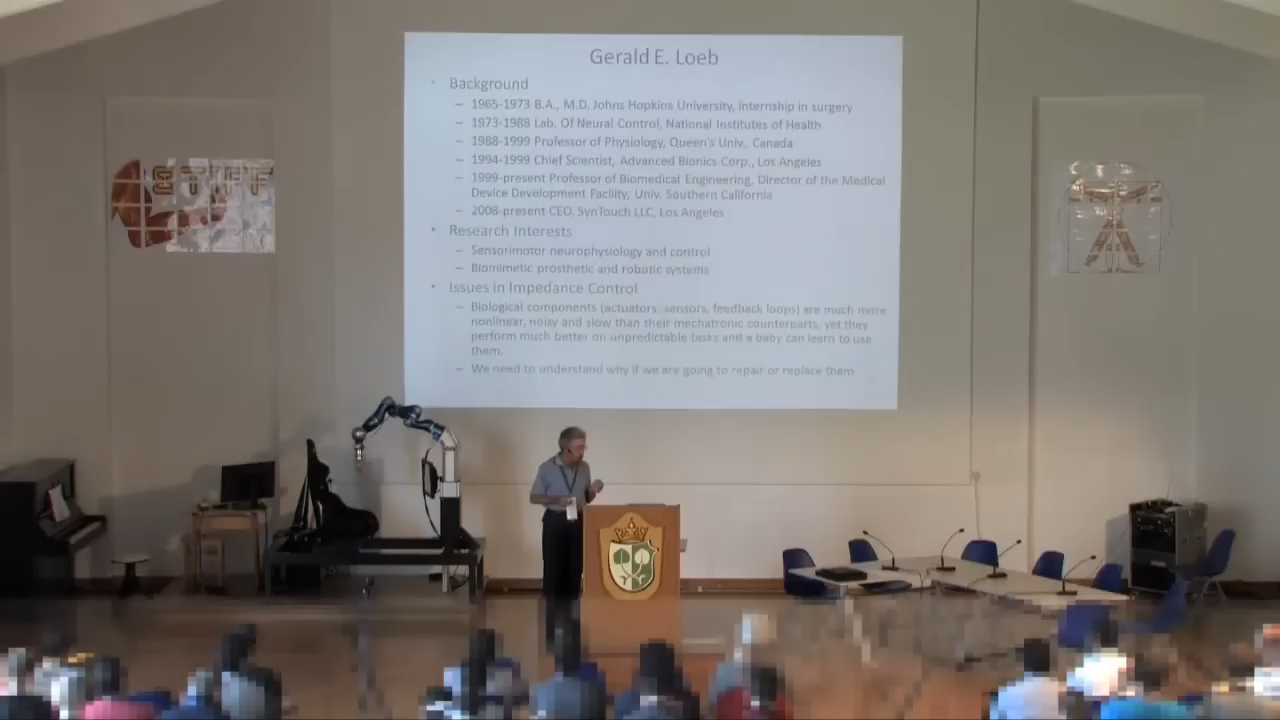 Gerald E. Loeb
• Background
– 1965-1973 B.A., M.D. Johns Hopkins University, Internship in surgery
– 1973-1988 Lab. Of Neural Control, National Institutes of Health
– 1988-1999 Professor of Physiology, Queen's Univ., Canada
– 1994-1999 Chief Scientist, Advanced Bionics Corp., Los Angeles
– 1999-present Professor of Biomedical Engineering, Director of the Medical
Device Development Facility, Univ. Southern California
– 2008-present CEO, SynTouch LLC, Los Angeles
• Research Interests
– Sensorimotor neurophysiology and control
– Biomimetic prosthetic and robotic systems
• Issues in Impedance Control
– Biological components (actuators, sensors, feedback loops) are much more
nonlinear, noisy and slow than their mechatronic counterparts, yet they
perform much better on unpredictable tasks and a baby can learn to use
them.
– We need to understand why if we are going to repair or replace them
STIFF